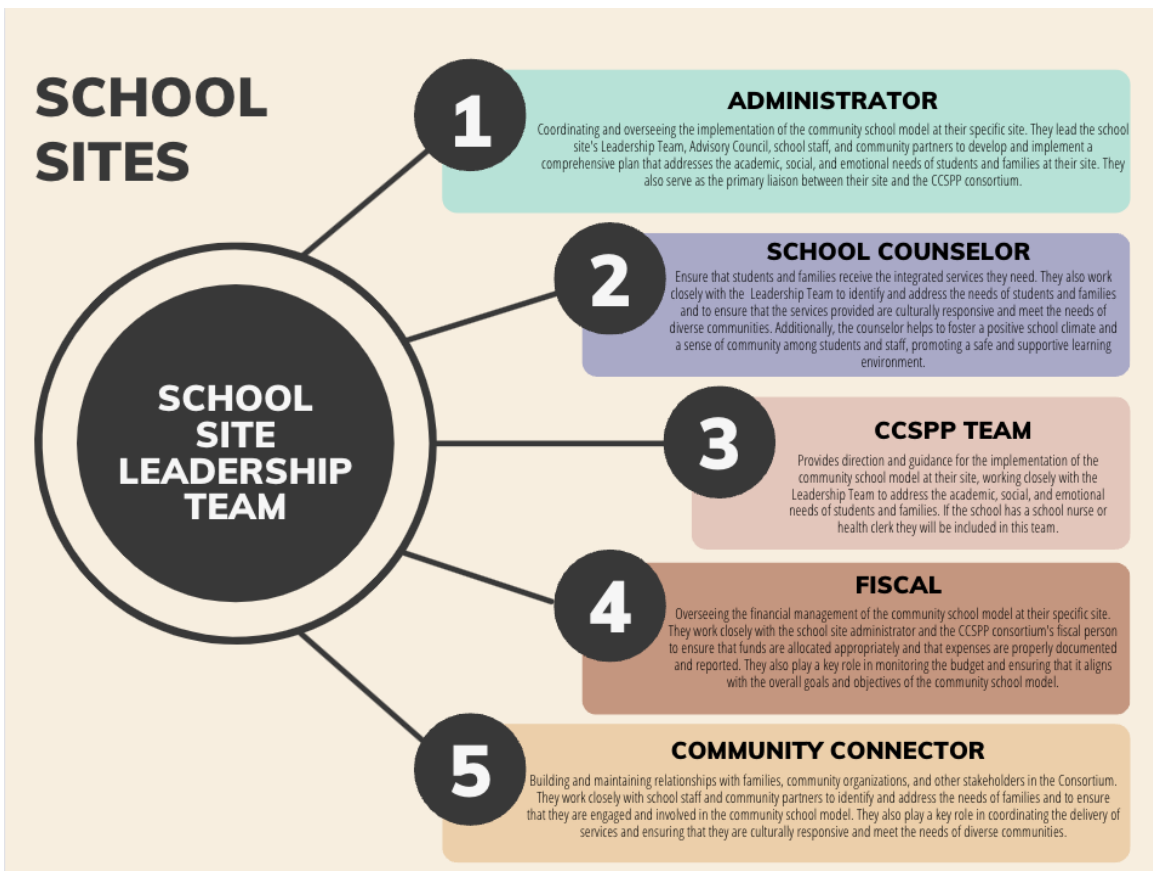 SCHOOL
SITES
SCHOOL
SITE
LEADERSHIP
TEAM
1
ADMINISTRATOR
Coordinating and overseeing the implementation of the community school model at their specific site. They lead the school
site's Leadership Team, Advisory Council, school staff, and community partners to develop and implement a
comprehensive plan that addresses the academic, social, and emotional needs of students and families at their site. They
also serve as the primary liaison between their site and the CCSPP consortium.
2
SCHOOL COUNSELOR
Ensure that students and families receive the integrated services they need. They also work
closely with the Leadership Team to identify and address the needs of students and families
and to ensure that the services provided are culturally responsive and meet the needs of
diverse communities. Additionally, the counselor helps to foster a positive school climate and
a sense of community among students and staff, promoting a safe and supportive learning
environment.
3
CCSPP TEAM
Provides direction and guidance for the implementation of the
community school model at their site, working closely with the
Leadership Team to address the academic, social, and emotional
needs of students and families. If the school has a school nurse or
health clerk they will be included in this team.
4
FISCAL
Overseeing the financial management of the community school model at their specific site.
They work closely with the school site administrator and the CCSPP consortium's fiscal person
to ensure that funds are allocated appropriately and that expenses are properly documented
and reported. They also play a key role in monitoring the budget and ensuring that it aligns
with the overall goals and objectives of the community school model.
5
COMMUNITY CONNECTOR
Building and maintaining relationships with families, community organizations, and other stakeholders in the Consortium.
They work closely with school staff and community partners to identify and address the needs of families and to ensure
that they are engaged and involved in the community school model. They also play a key role in coordinating the delivery of
services and ensuring that they are culturally responsive and meet the needs of diverse communities.